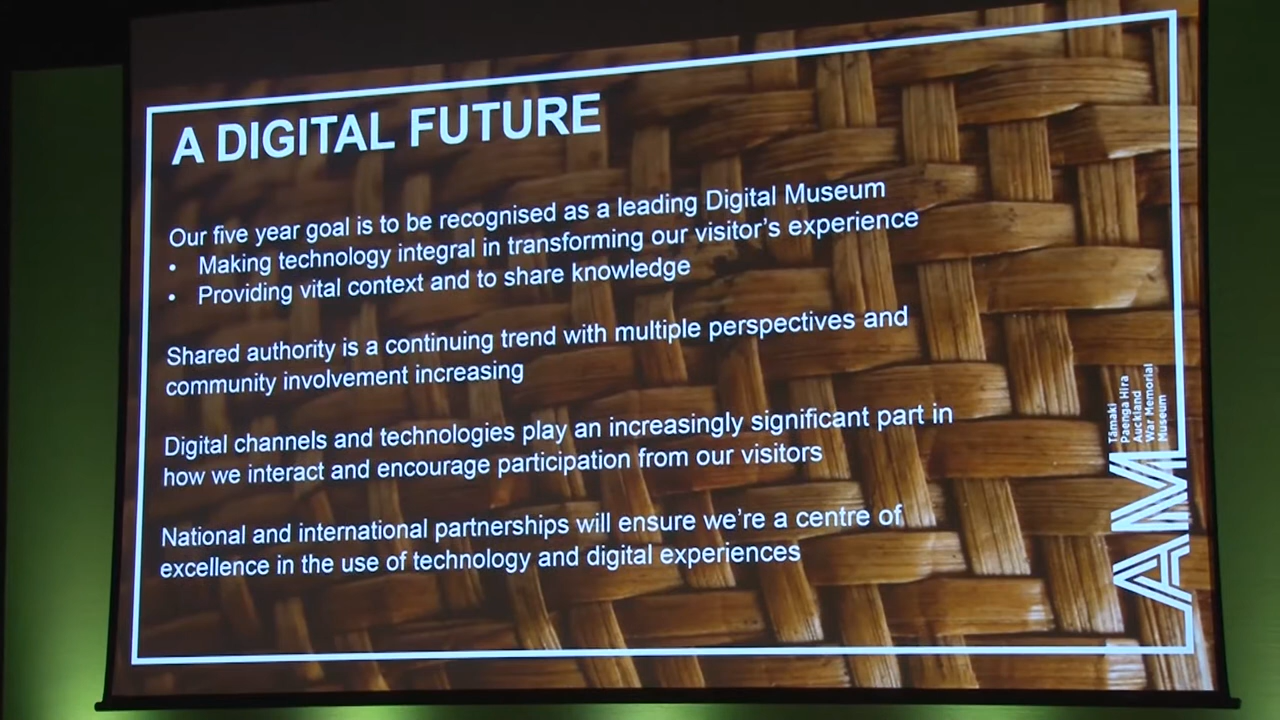 A DIGITAL FUTURE
Our five year goal is to be recognised as a leading Digital Museum
• Making technology integral in transforming our visitor's experience
• Providing vital context and to share knowledge
Shared authority is a continuing trend with multiple perspectives and
community involvement increasing
Digital channels and technologies play an increasingly significant part in
how we interact and encourage participation from our visitors
National and international partnerships will ensure we're a centre of
excellence in the use of technology and digital experiences
AM
Tāmaki
Paenga Hira
Auckland
War Memorial
Museum